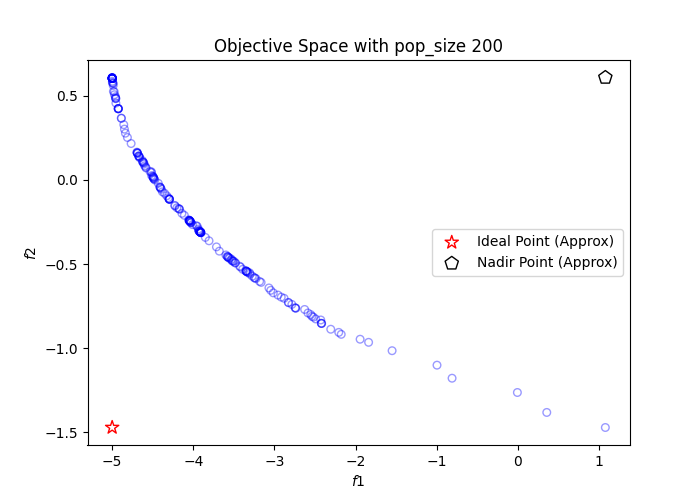 Objective Space with pop_size 200
0.5
0.0
−0.5
−1.0
−1.5
f2
Ideal Point (Approx)
Nadir Point (Approx)
−5
−4
−3
−2
−1
0
1
f1